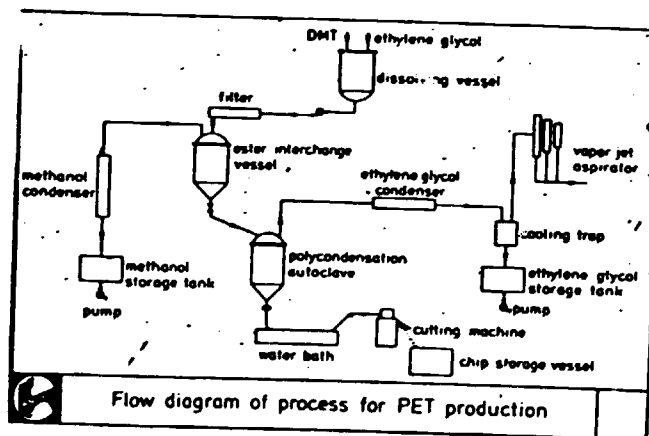 DMT ethylene glycol
dissolving vessel
filter
ester interchange
vessel
methanol
condenser
ethylene glycol
condenser
vapor jet
aspirator
cooling trap
methanol
storage tank
pump
polycondensation
autoclave
ethylene glycol
storage tank
pump
water bath
cutting machine
chip storage vessel
Flow diagram of process for PET production